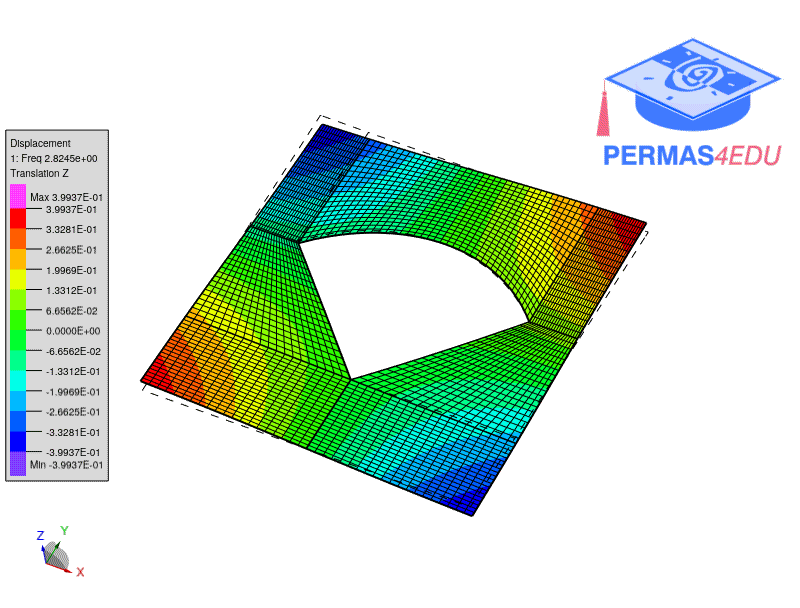 PERMAS4EDU
Displacement
1: Freq 2.8245e+00
Translation Z
Max 3.9937E-01
3.9937E-01
3.3281E-01
2.6625E-01
1.9969E-01
1.3312E-01
6.6562E-02
0.0000E+00
-6.6562E-02
-1.3312E-01
-1.9969E-01
-2.6625E-01
-3.3281E-01
-3.9937E-01
Min -3.9937E-01
Z
Y
X